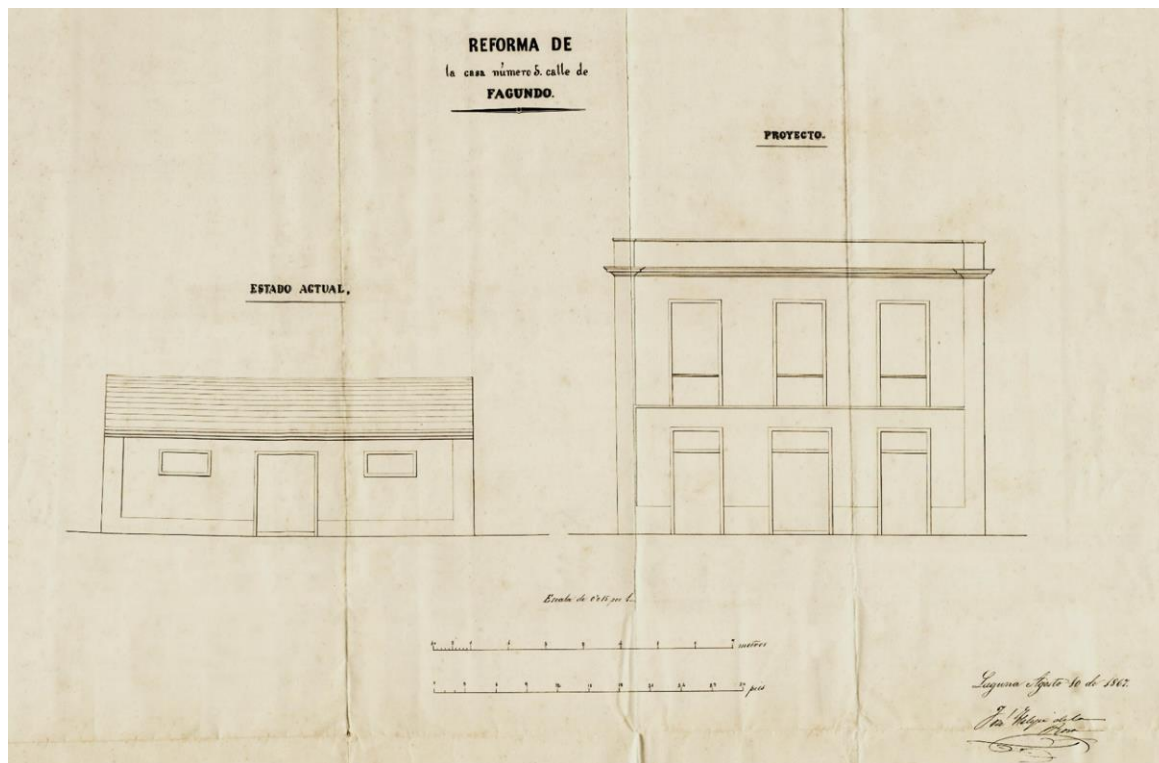 REFORMA DE
la casa número 5. calle de
FAGUNDO.
PROYECTO.
ESTADO ACTUAL.
Escala de por
metros
pies
Laguna Agosto 10 de 1867.